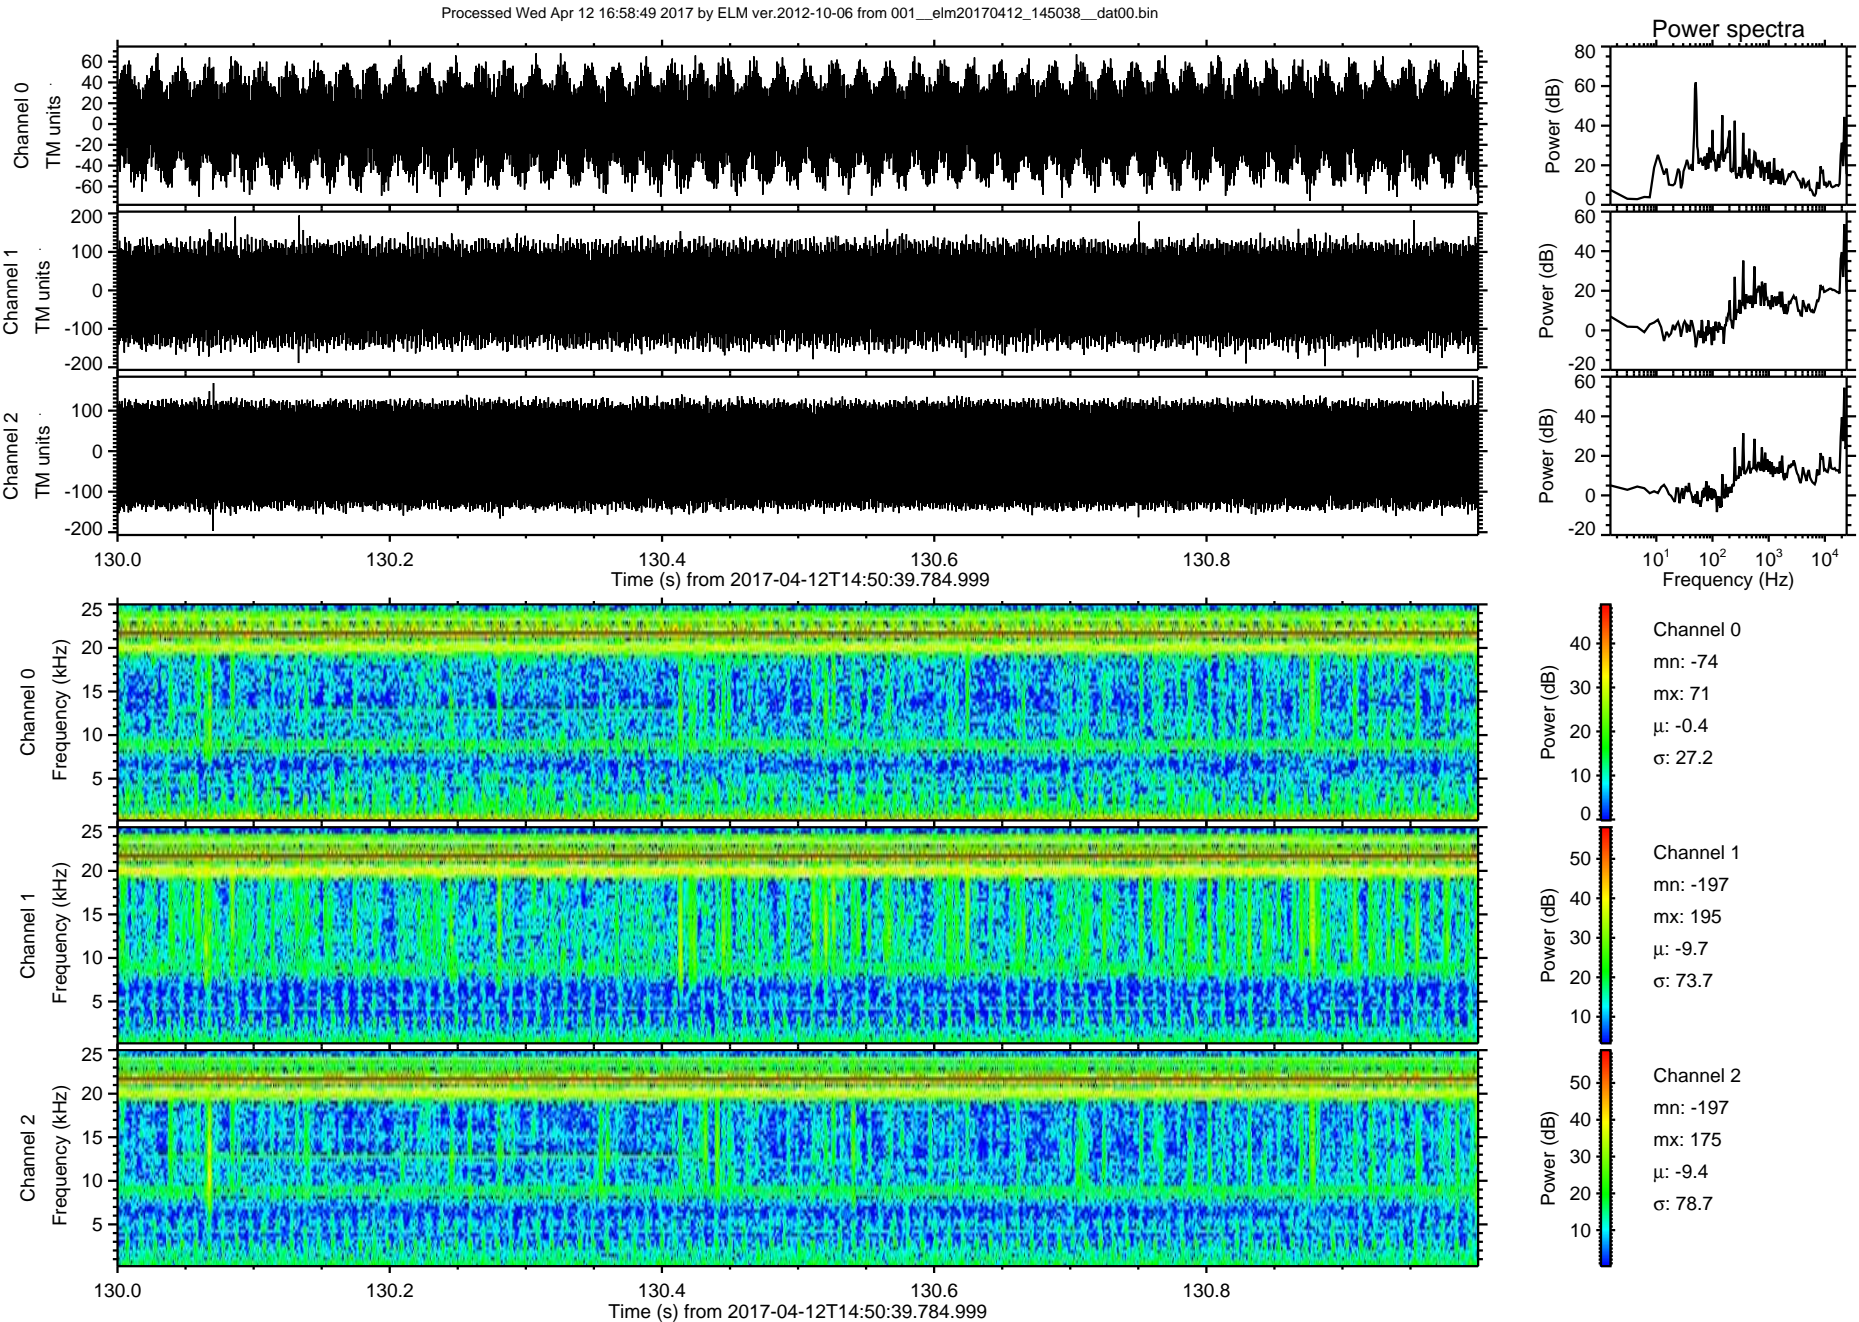 Processed Wed Apr 12 16:58:49 2017 by ELM ver.2012-10-06 from 001__elm20170412_145038__dat00.bin
Power spectra
Channel 0
TM units
60
40
20
0
-20
-40
-60
Power (dB)
80
60
40
20
0
Channel 1
TM units
200
100
0
-100
-200
Power (dB)
60
40
20
0
-20
Channel 2
TM units
100
0
-100
-200
Power (dB)
60
40
20
0
-20
130.0 130.2 130.4 130.6 130.8
Time (s) from 2017-04-12T14:50:39.784.999
10¹ 10² 10³ 10⁴
Frequency (Hz)
Channel 0
Frequency (kHz)
25
20
15
10
5
Power (dB)
40
30
20
10
0
Channel 0
mn: -74
mx: 71
µ: -0.4
σ: 27.2
Channel 1
Frequency (kHz)
25
20
15
10
5
Power (dB)
50
40
30
20
10
Channel 1
mn: -197
mx: 195
µ: -9.7
σ: 73.7
Channel 2
Frequency (kHz)
25
20
15
10
5
Power (dB)
50
40
30
20
10
Channel 2
mn: -197
mx: 175
µ: -9.4
σ: 78.7
130.0 130.2 130.4 130.6 130.8
Time (s) from 2017-04-12T14:50:39.784.999